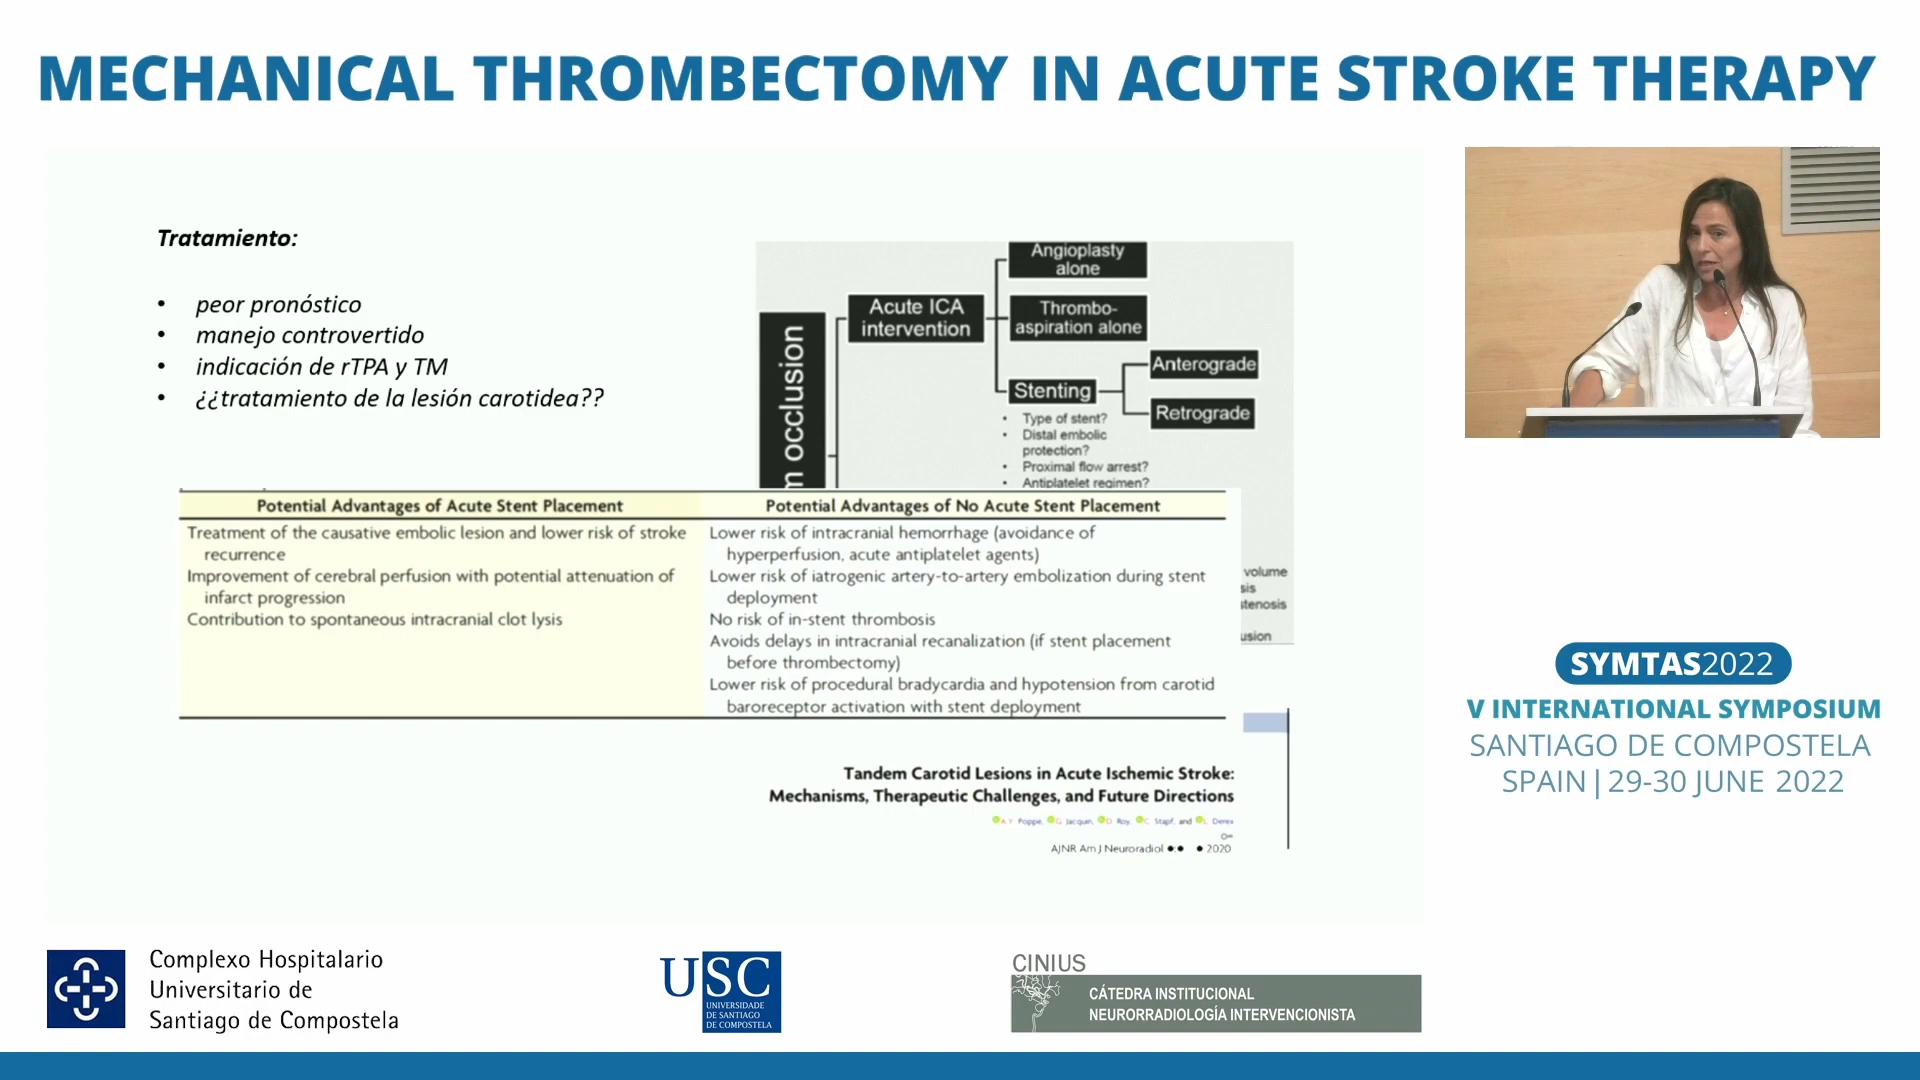 MECHANICAL THROMBECTOMY IN ACUTE STROKE THERAPY
Tratamiento:
• peor pronóstico
• manejo controvertido
• indicación de rTPA y TM
• ¿¿tratamiento de la lesión carotidea??
occlusion
Acute ICA
intervention
Angioplasty
alone
Thrombo-
aspiration alone
Stenting
Anterograde
Retrograde
• Type of stent?
• Distal embolic
protection?
• Proximal flow arrest?
• Antiplatelet regimen?
volume
sis
stenosis
usion
Potential Advantages of Acute Stent Placement
Treatment of the causative embolic lesion and lower risk of stroke
recurrence
Improvement of cerebral perfusion with potential attenuation of
infarct progression
Contribution to spontaneous intracranial clot lysis
Potential Advantages of No Acute Stent Placement
Lower risk of intracranial hemorrhage (avoidance of
hyperperfusion, acute antiplatelet agents)
Lower risk of iatrogenic artery-to-artery embolization during stent
deployment
No risk of in-stent thrombosis
Avoids delays in intracranial recanalization (if stent placement
before thrombectomy)
Lower risk of procedural bradycardia and hypotension from carotid
baroreceptor activation with stent deployment
Tandem Carotid Lesions in Acute Ischemic Stroke:
Mechanisms, Therapeutic Challenges, and Future Directions
A.Y. Poppe, G. Jacquin, D. Roy, C. Stapf, and L. Derex
AJNR Am J Neuroradiol ●:● ● 2020
SYMTAS2022
V INTERNATIONAL SYMPOSIUM
SANTIAGO DE COMPOSTELA
SPAIN | 29-30 JUNE 2022
Complexo Hospitalario
Universitario de
Santiago de Compostela
USC
UNIVERSIDADE
DE SANTIAGO
DE COMPOSTELA
CINIUS
CÁTEDRA INSTITUCIONAL
NEURORRADIOLOGÍA INTERVENCIONISTA